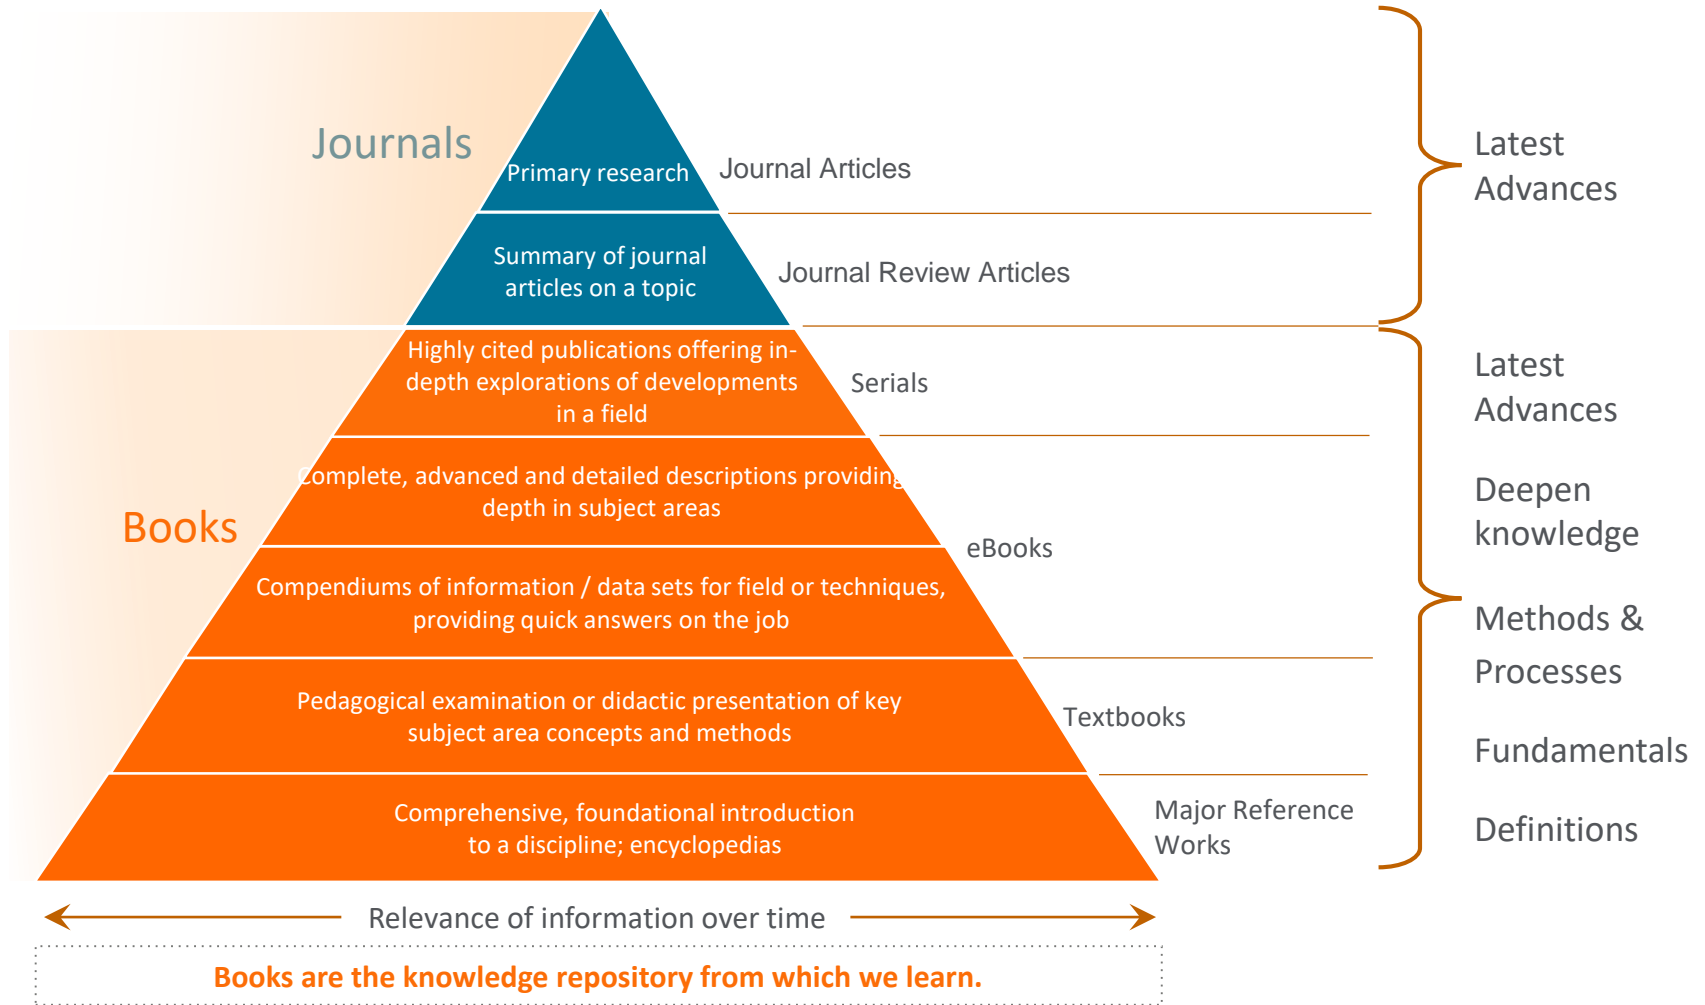 Journals
Primary research
Journal Articles
Latest
Advances
Summary of journal
articles on a topic
Journal Review Articles
Highly cited publications offering in-
depth explorations of developments
in a field
Serials
Latest
Advances
Books
Complete, advanced and detailed descriptions providing
depth in subject areas
Deepen
knowledge
eBooks
Compendiums of information / data sets for field or techniques,
providing quick answers on the job
Methods &
Processes
Pedagogical examination or didactic presentation of key
subject area concepts and methods
Textbooks
Fundamentals
Comprehensive, foundational introduction
to a discipline; encyclopedias
Major Reference
Works
Definitions
Relevance of information over time
Books are the knowledge repository from which we learn.